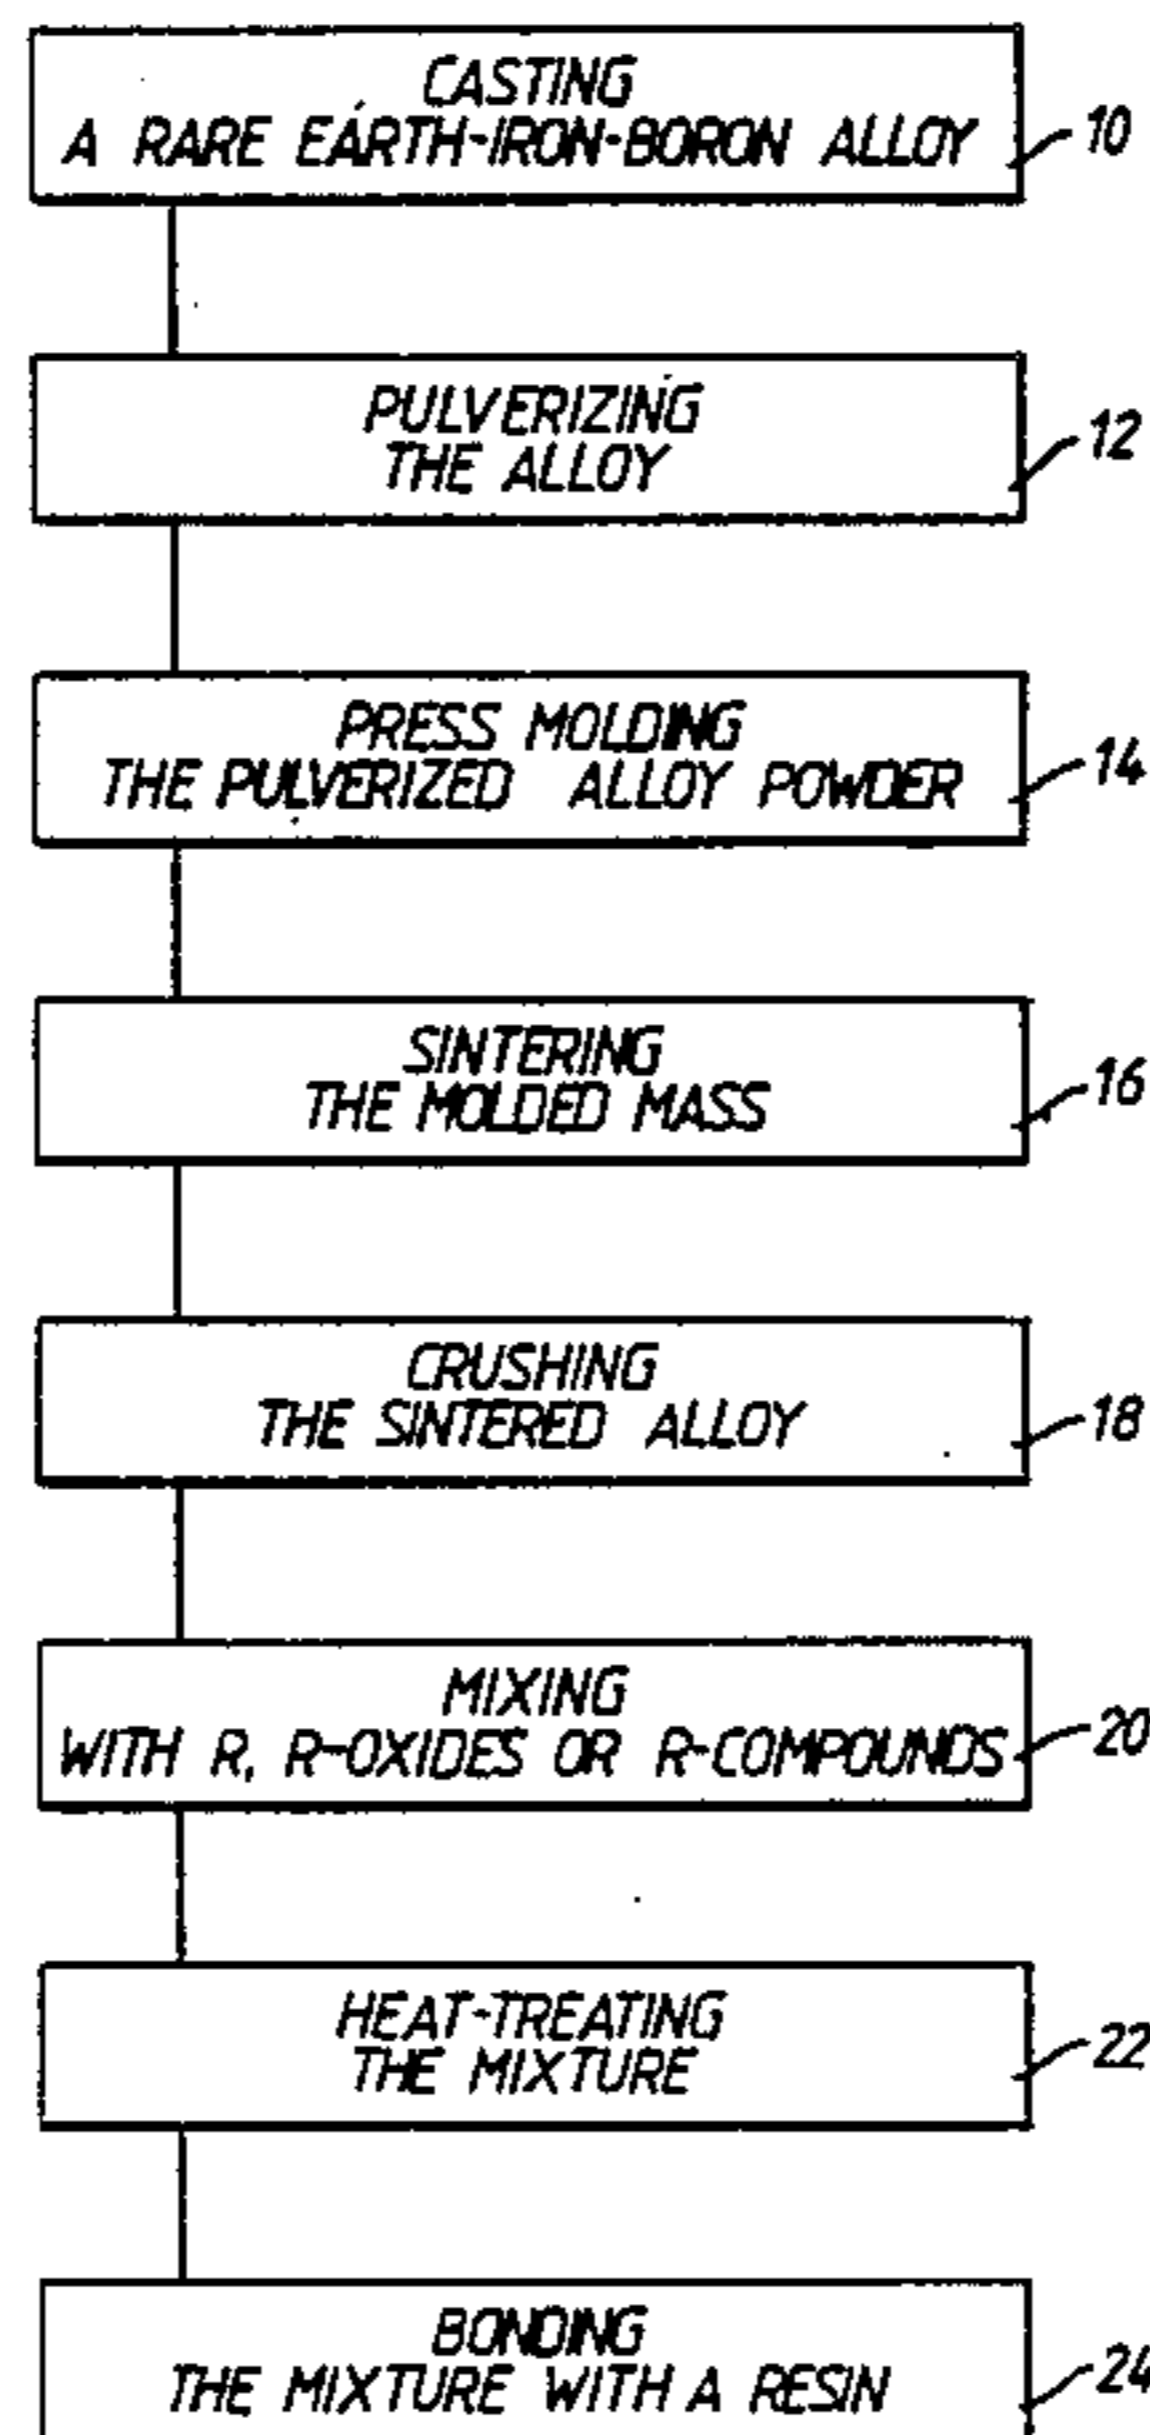 CASTING
A RARE EARTH-IRON-BORON ALLOY
10
PULVERIZING
THE ALLOY
12
PRESS MOLDING
THE PULVERIZED ALLOY POWDER
14
SINTERING
THE MOLDED MASS
16
CRUSHING
THE SINTERED ALLOY
18
MIXING
WITH R, R-OXIDES OR R-COMPOUNDS
20
HEAT-TREATING
THE MIXTURE
22
BONDING
THE MIXTURE WITH A RESIN
24